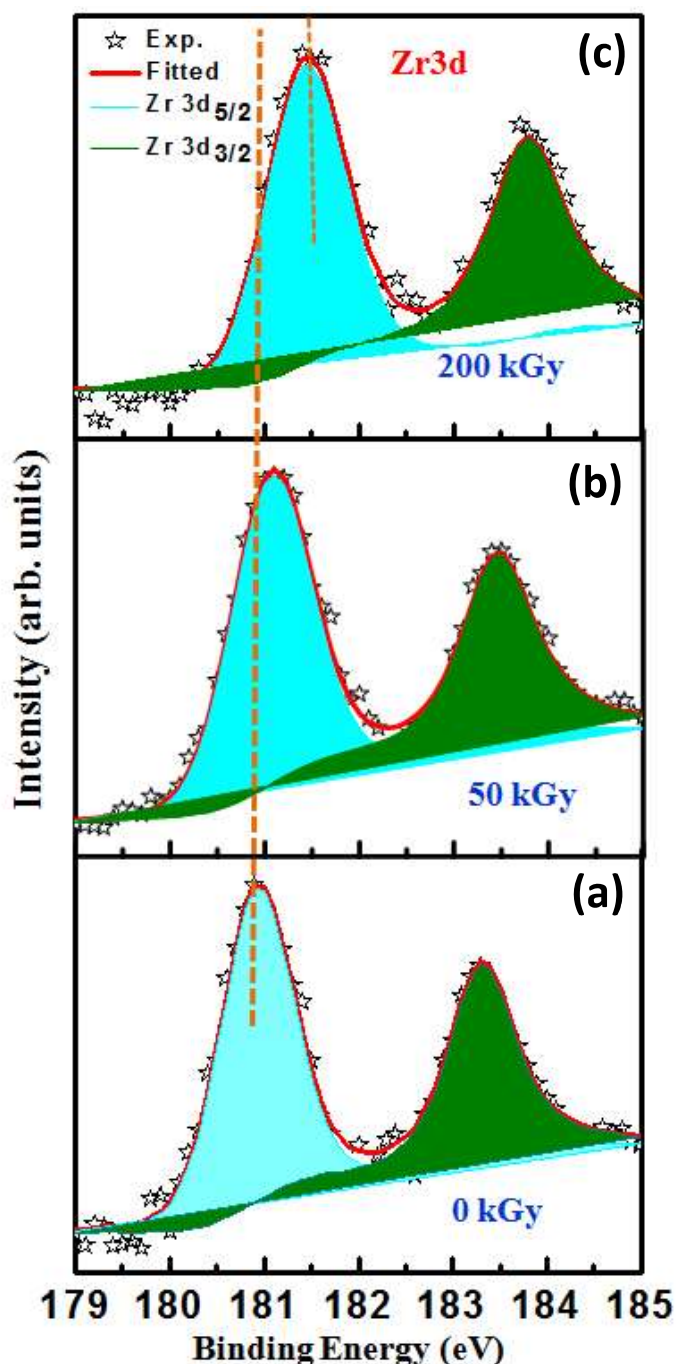 Exp.
(c)
Fitted
Zr3d
Zr 3d5/2
Zr 3d3/2
200 kGy
(b)
50 kGy
(a)
0 kGy
Intensity (arb. units)
179 180 181 182 183 184 185
Binding Energy (eV)